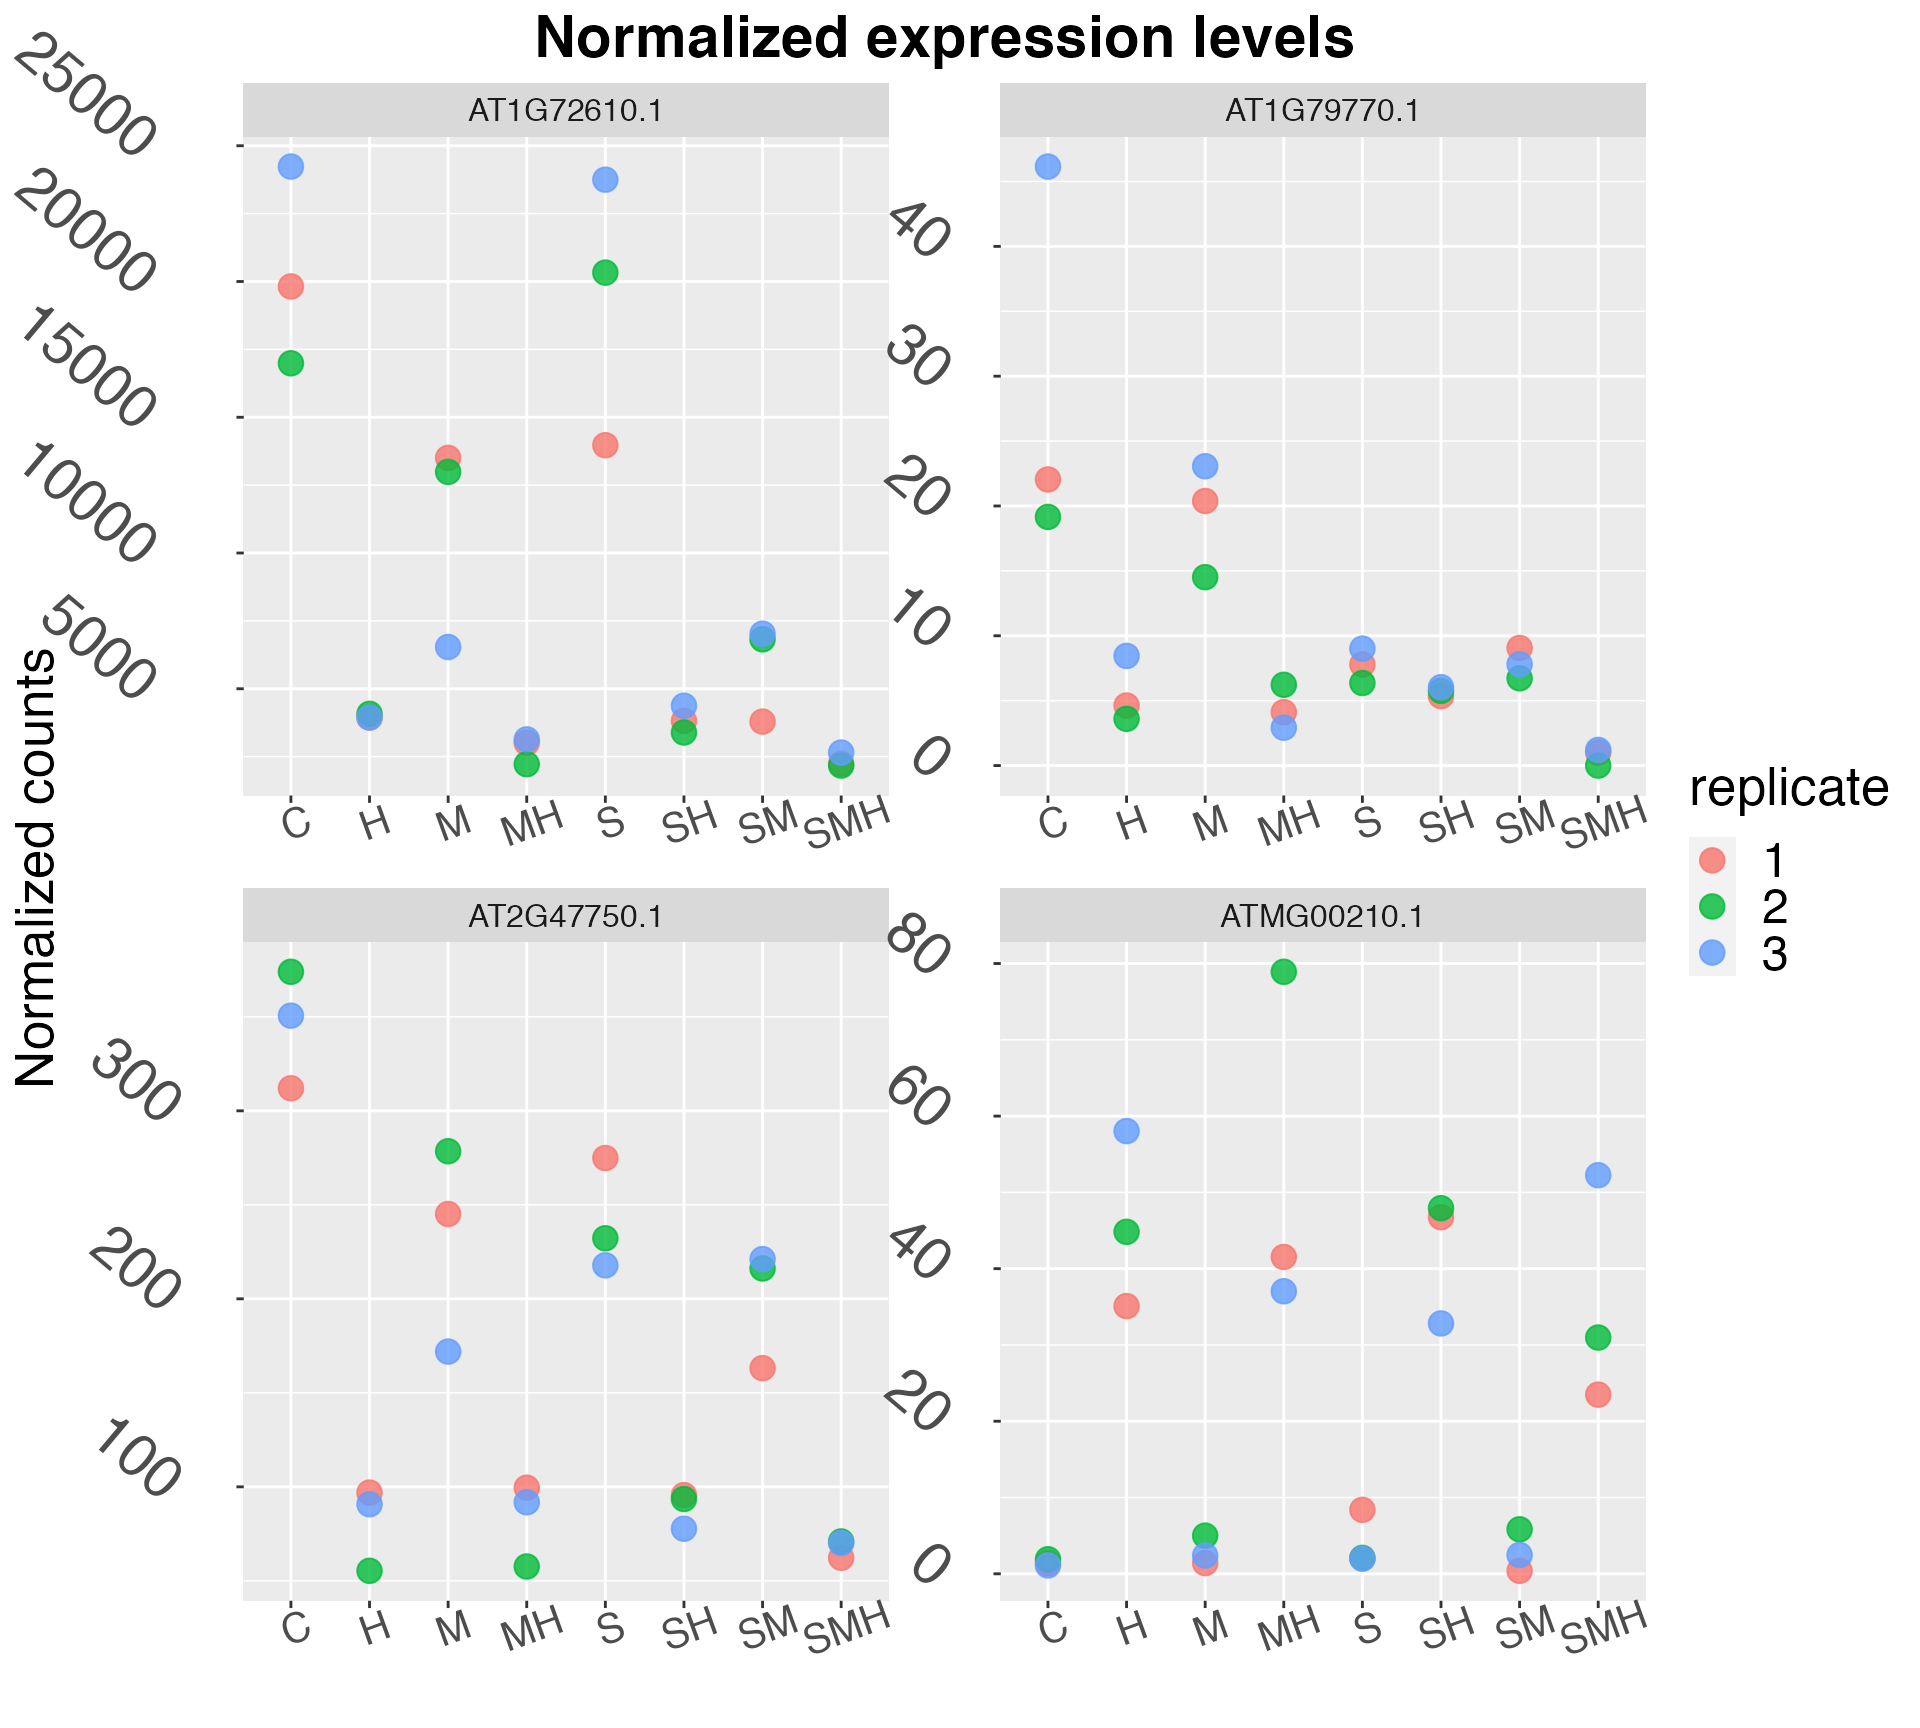 Normalized expression levels
Normalized counts
AT1G72610.1
25000
20000
15000
10000
5000
C H M MH S SH SM SMH
AT1G79770.1
40
30
20
10
0
C H M MH S SH SM SMH
AT2G47750.1
300
200
100
C H M MH S SH SM SMH
ATMG00210.1
80
60
40
20
0
C H M MH S SH SM SMH
replicate
1
2
3